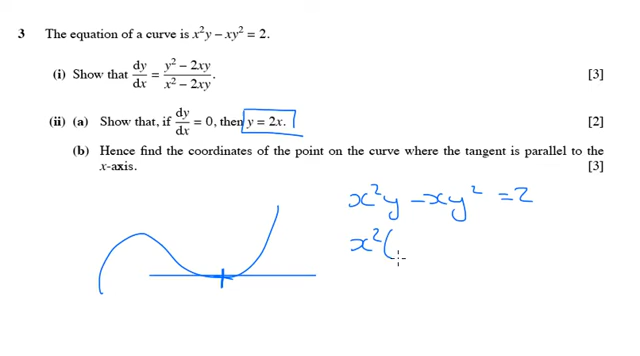 3 The equation of a curve is x²y − xy² = 2.
(i) Show that dy/dx = (y² − 2xy)/(x² − 2xy). [3]
(ii) (a) Show that, if dy/dx = 0, then y = 2x. [2]
(b) Hence find the coordinates of the point on the curve where the tangent is parallel to the
x-axis. [3]
x²y − xy² = 2
x²(